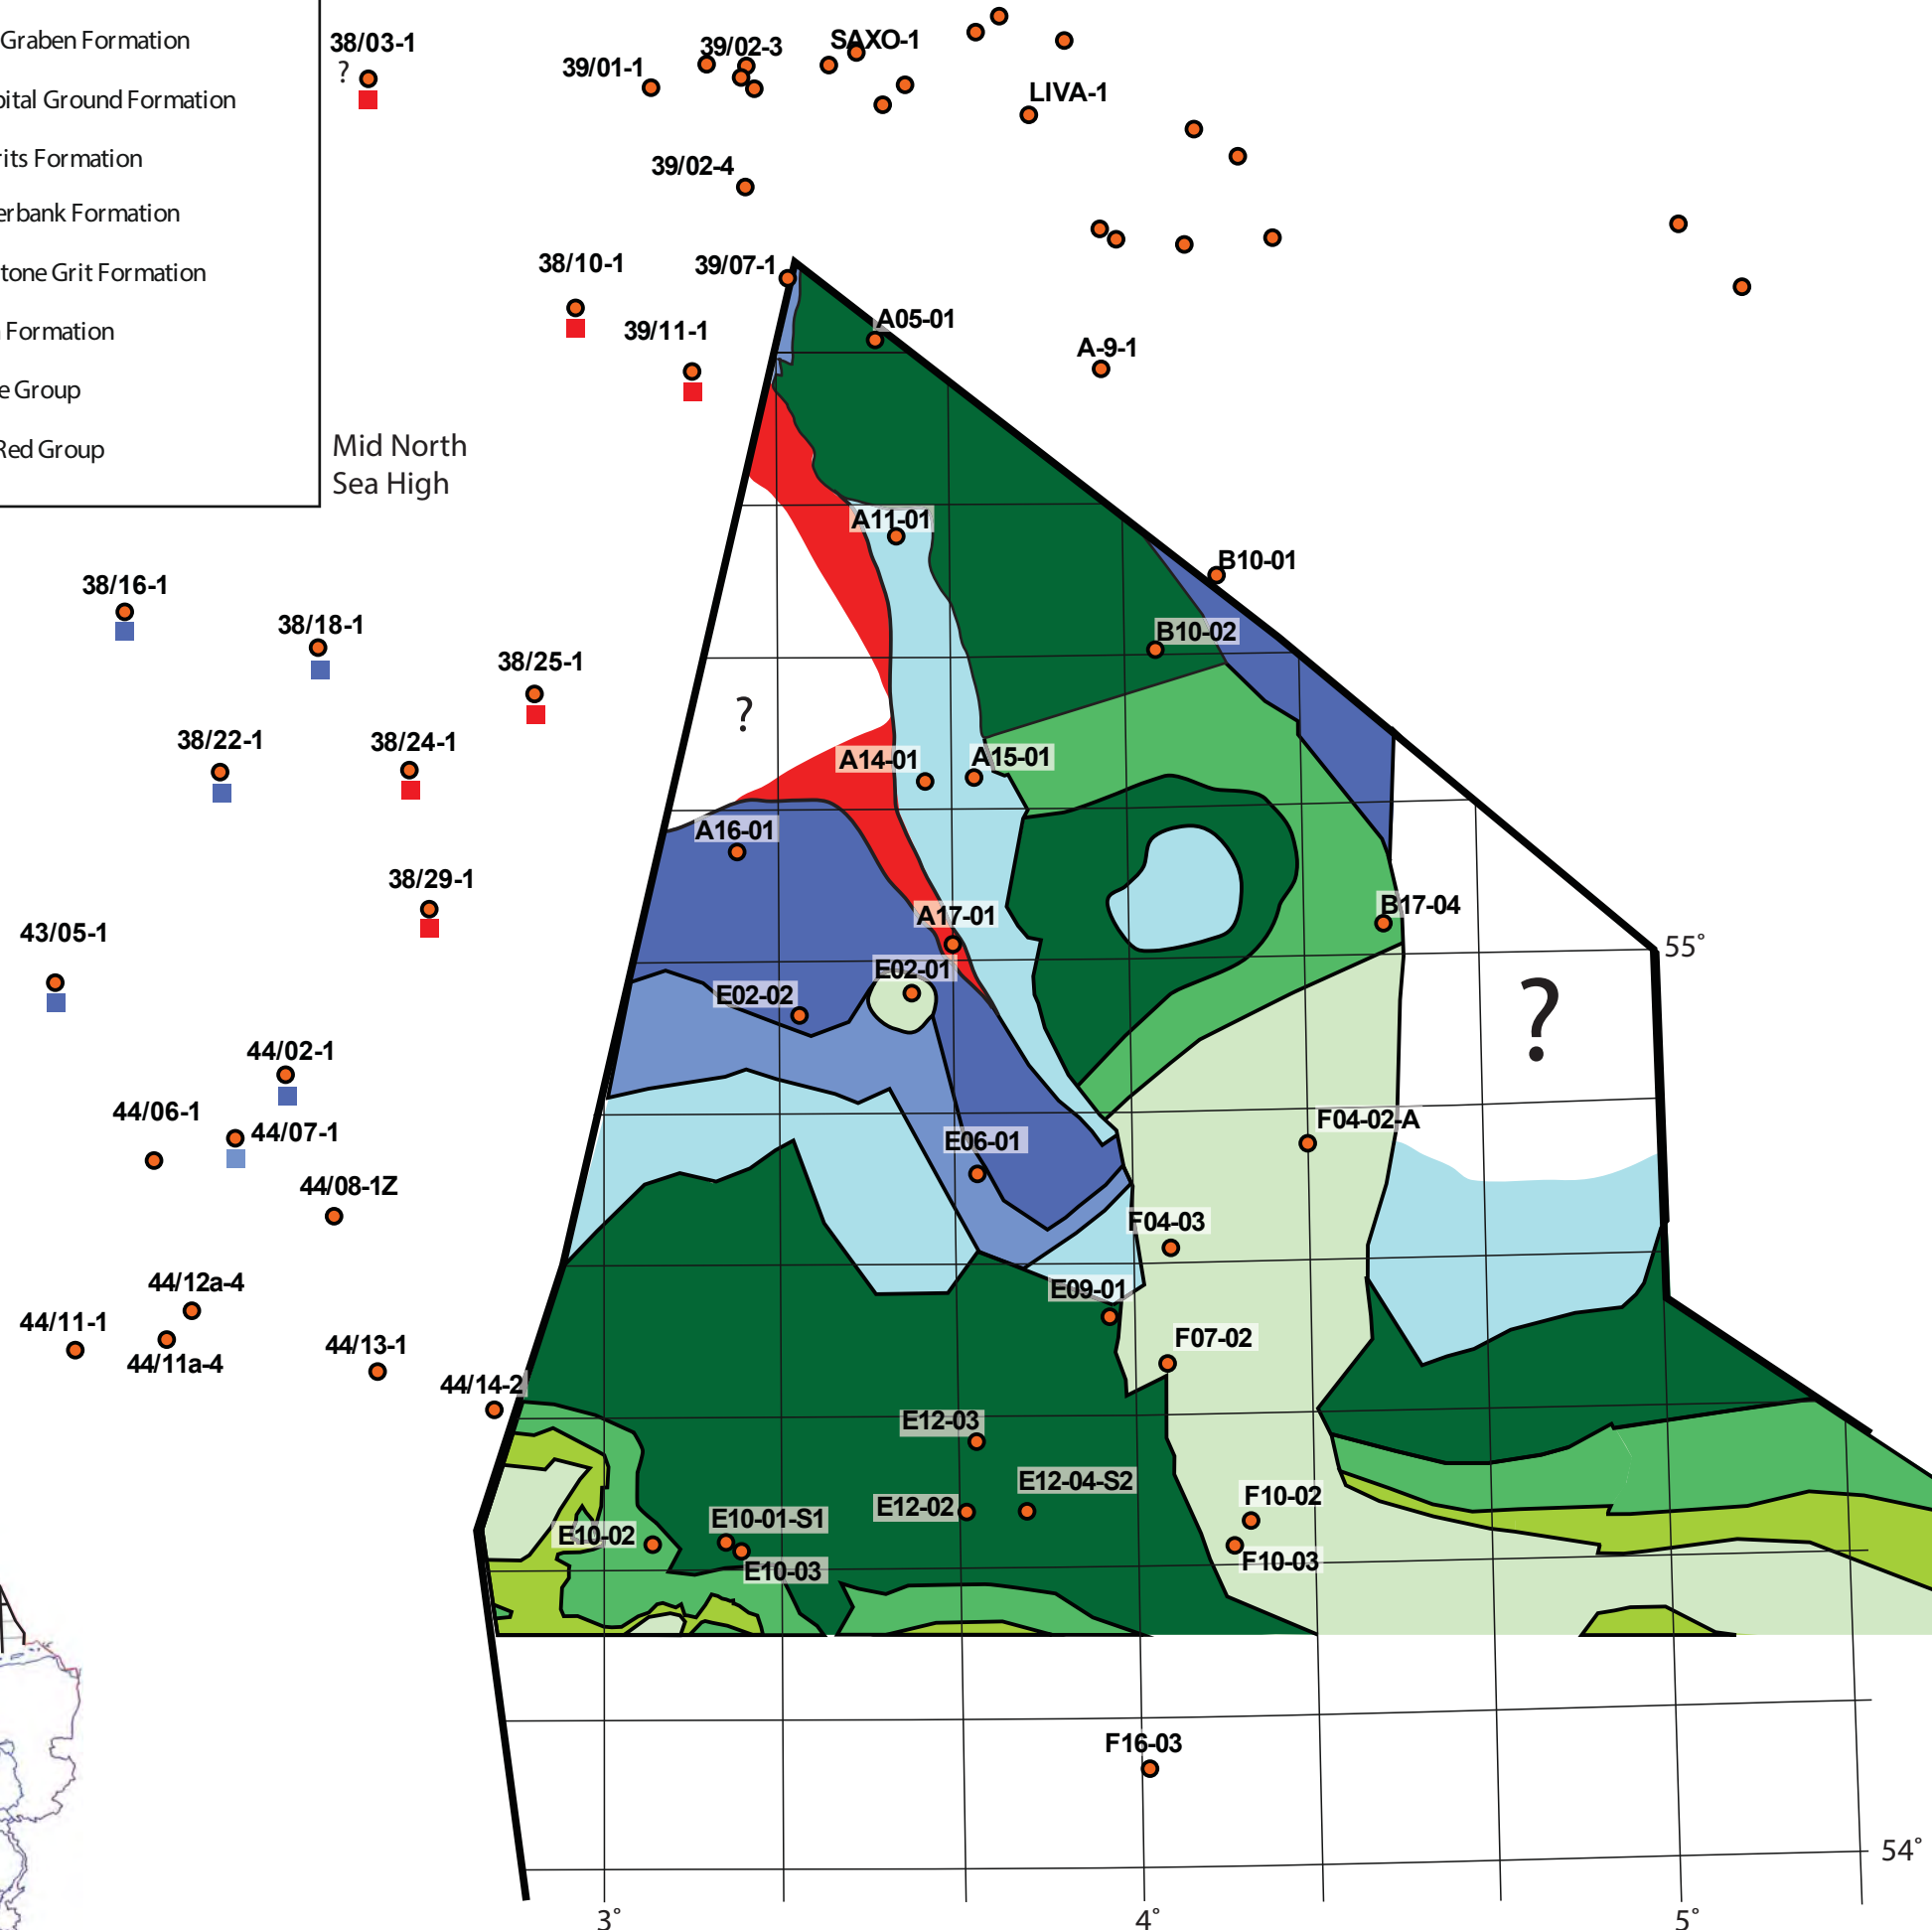 Graben Formation
pital Ground Formation
rits Formation
erbank Formation
tone Grit Formation
Formation
e Group
Red Group
38/03-1
?
39/01-1
39/02-3
SAXO-1
LIVA-1
39/02-4
38/10-1
39/07-1
39/11-1
A05-01
A-9-1
Mid North
Sea High
A11-01
B10-01
38/16-1
38/18-1
B10-02
38/25-1
?
38/22-1
38/24-1
A14-01
A15-01
A16-01
38/29-1
A17-01
B17-04
43/05-1
55°
E02-01
E02-02
?
44/02-1
44/06-1
44/07-1
F04-02-A
E06-01
44/08-1Z
F04-03
44/12a-4
E09-01
44/11-1
44/11a-4
44/13-1
F07-02
44/14-2
E12-03
E12-04-S2
F10-02
E12-02
E10-01-S1
E10-02
F10-03
E10-03
F16-03
54°
3°
4°
5°